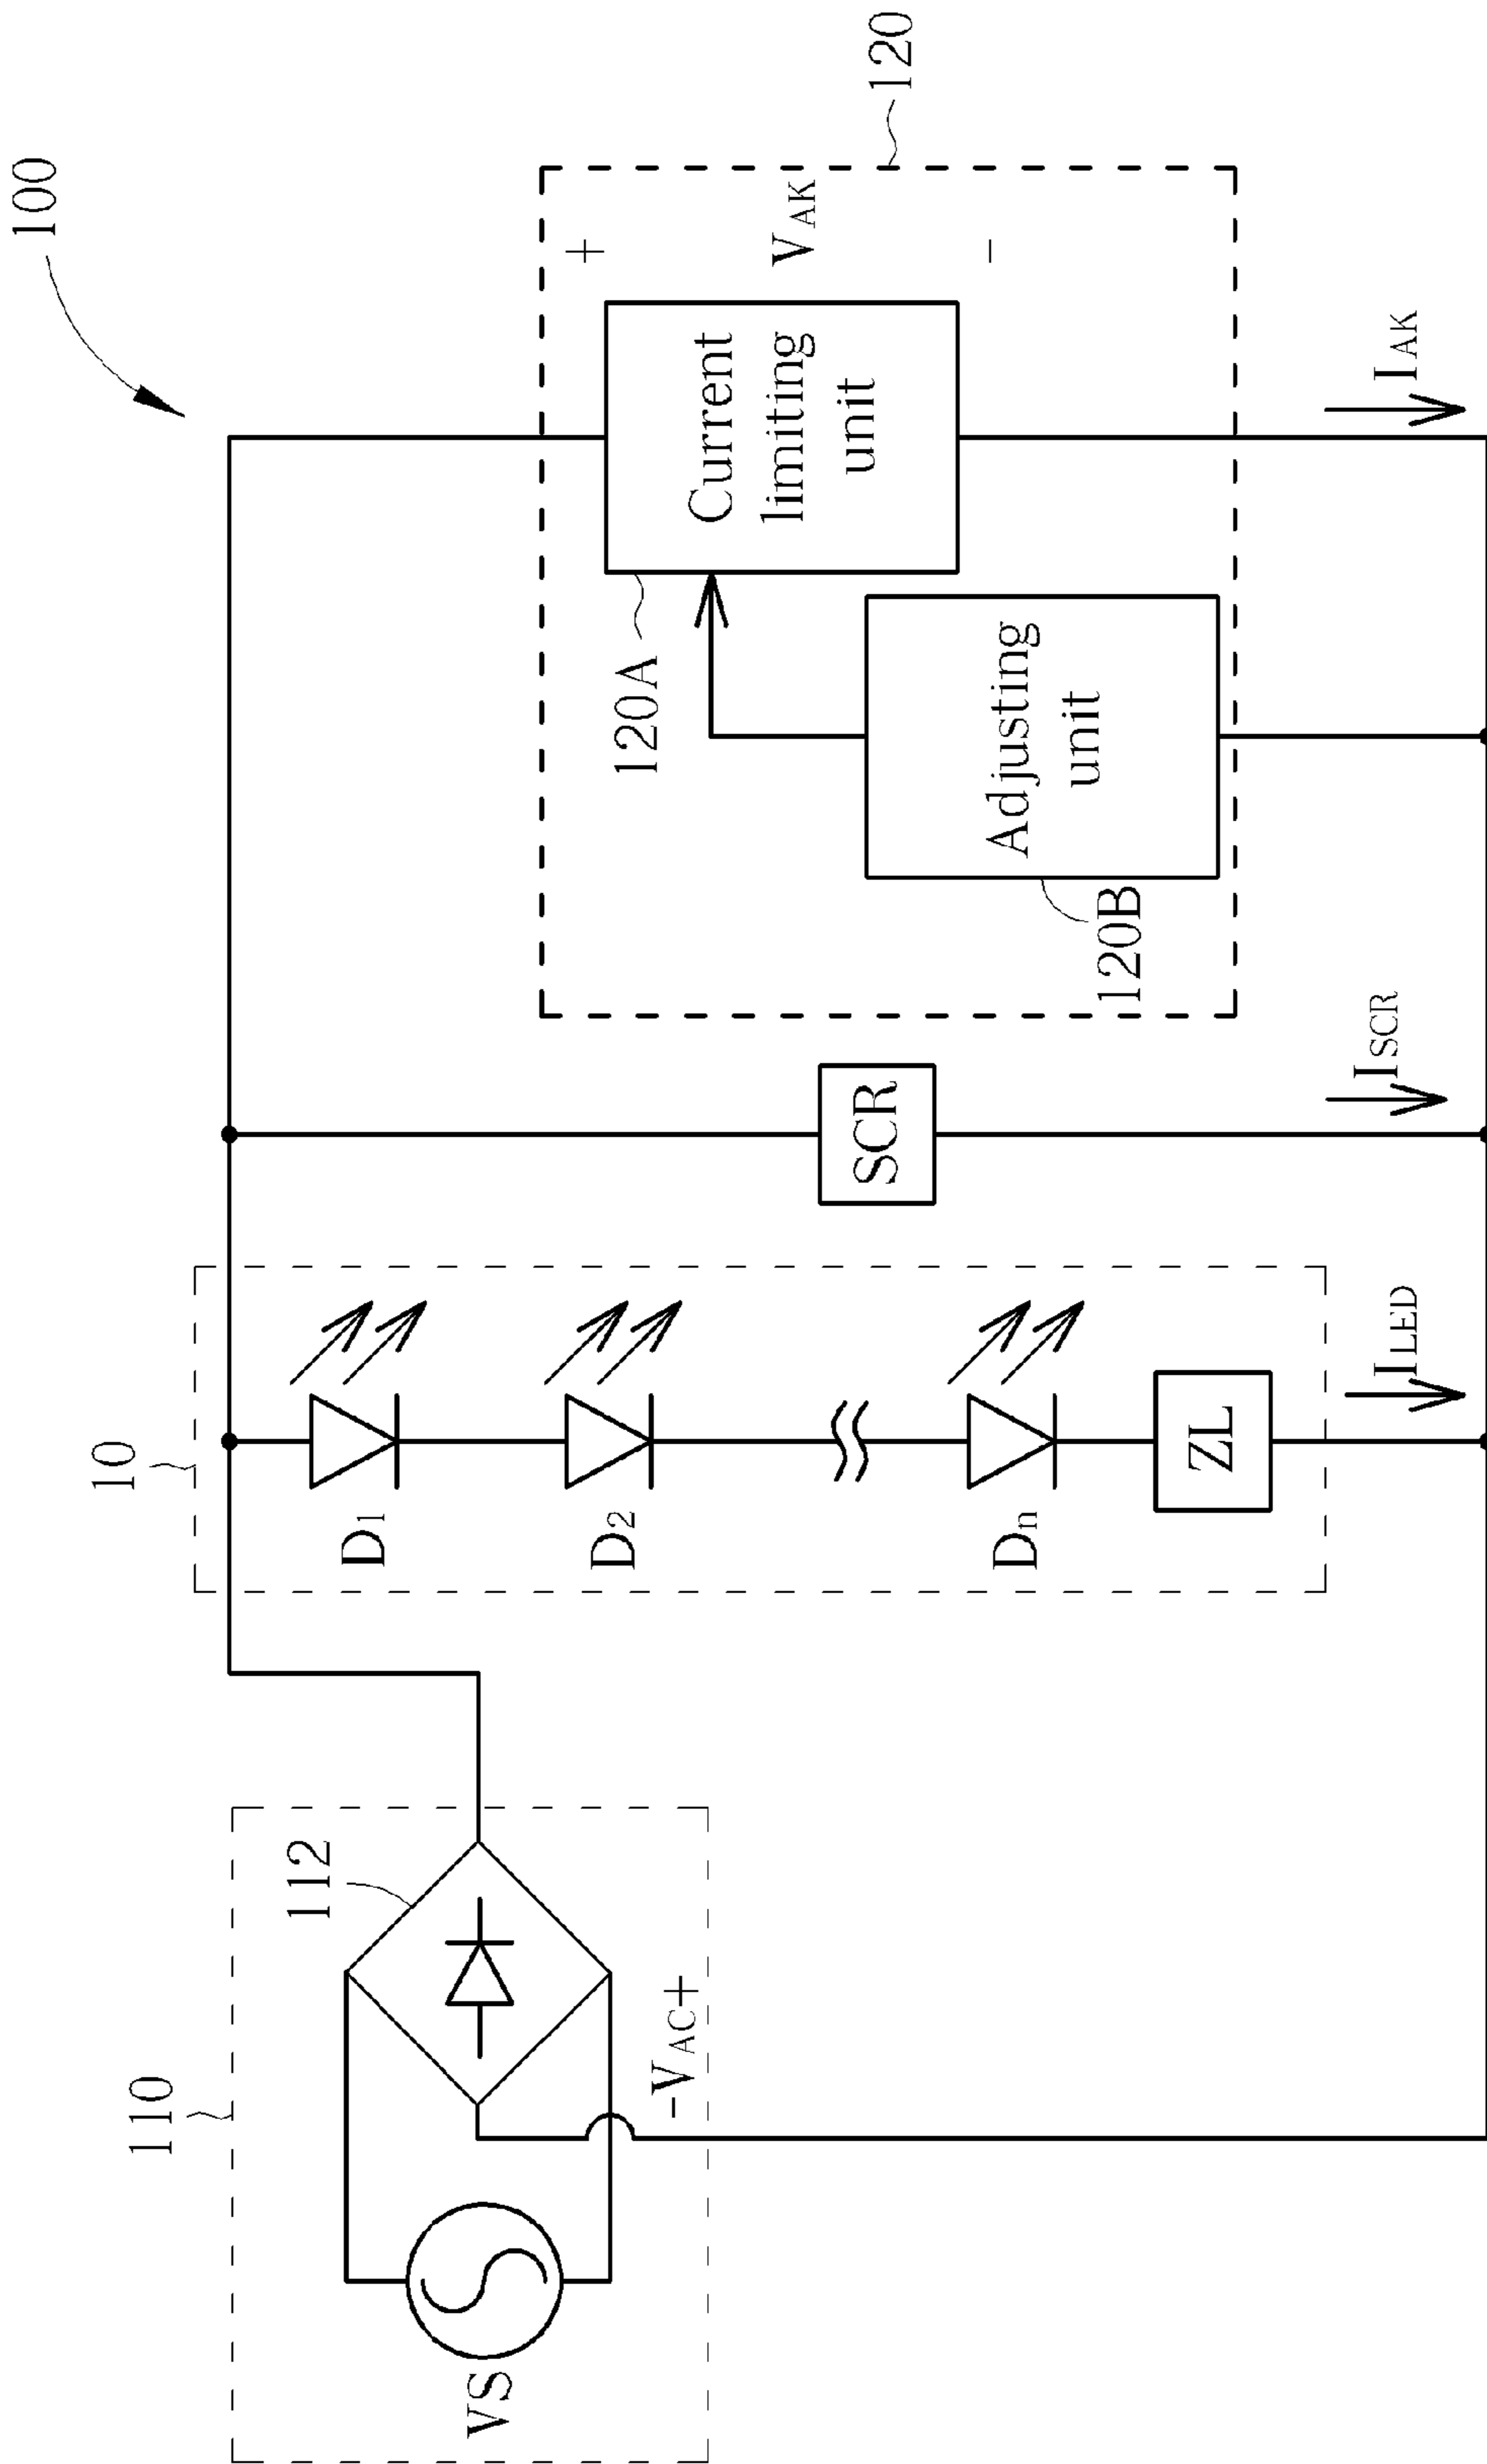 100
110
112
VS
-VAC+
10
D1
D2
Dn
ZL
ILED
SCR
ISCR
120
120A
Current
limiting
unit
+
VAK
-
120B
Adjusting
unit
IAK